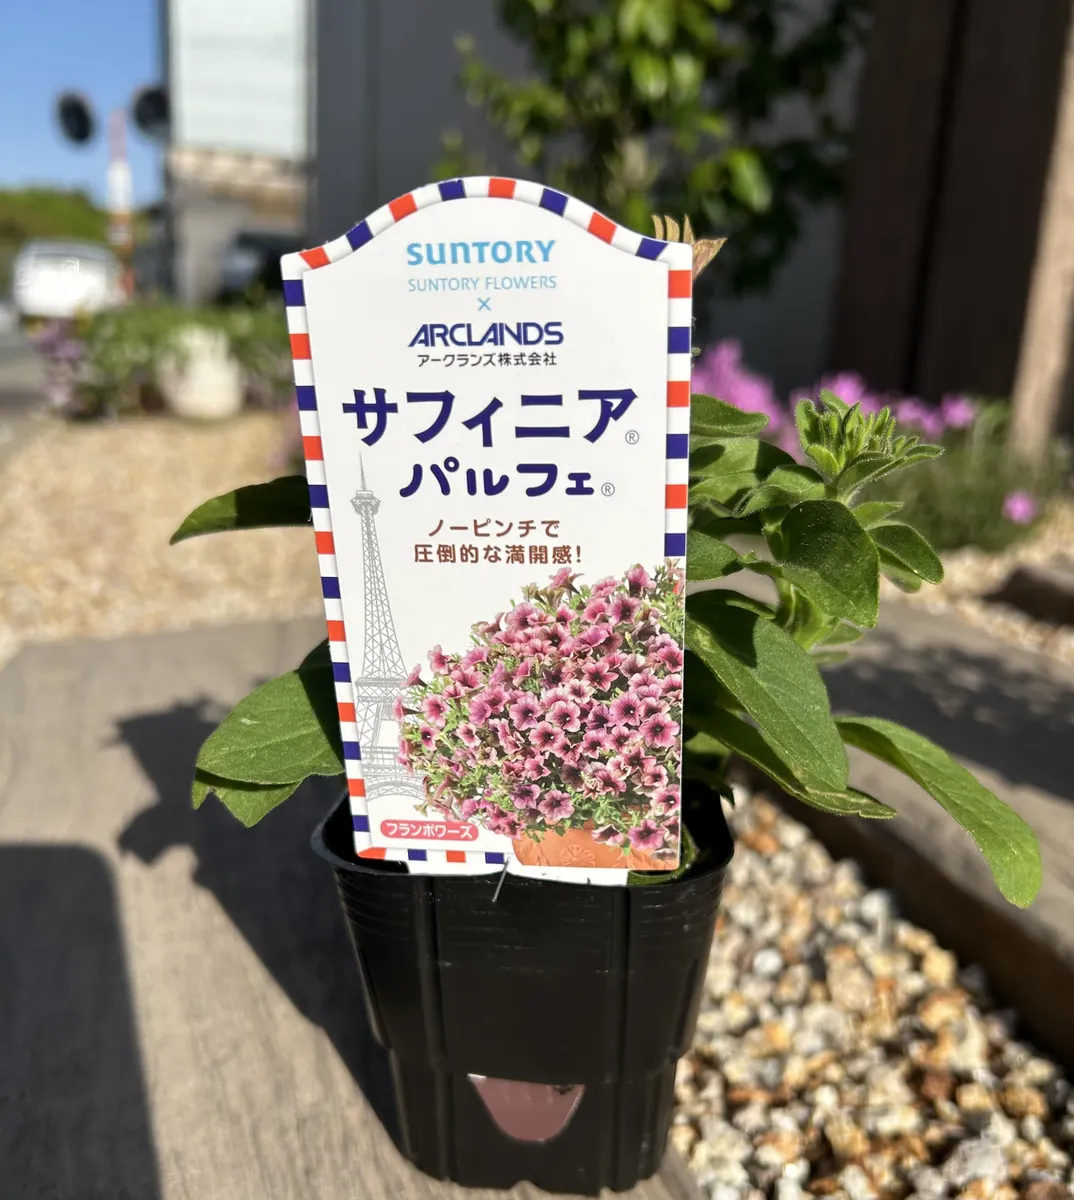 SUNTORY
SUNTORY FLOWERS
×
ARCLANDS
アークランズ株式会社
サフィニア®
パルフェ®
ノーピンチで
圧倒的な満開感!
フランボワーズ